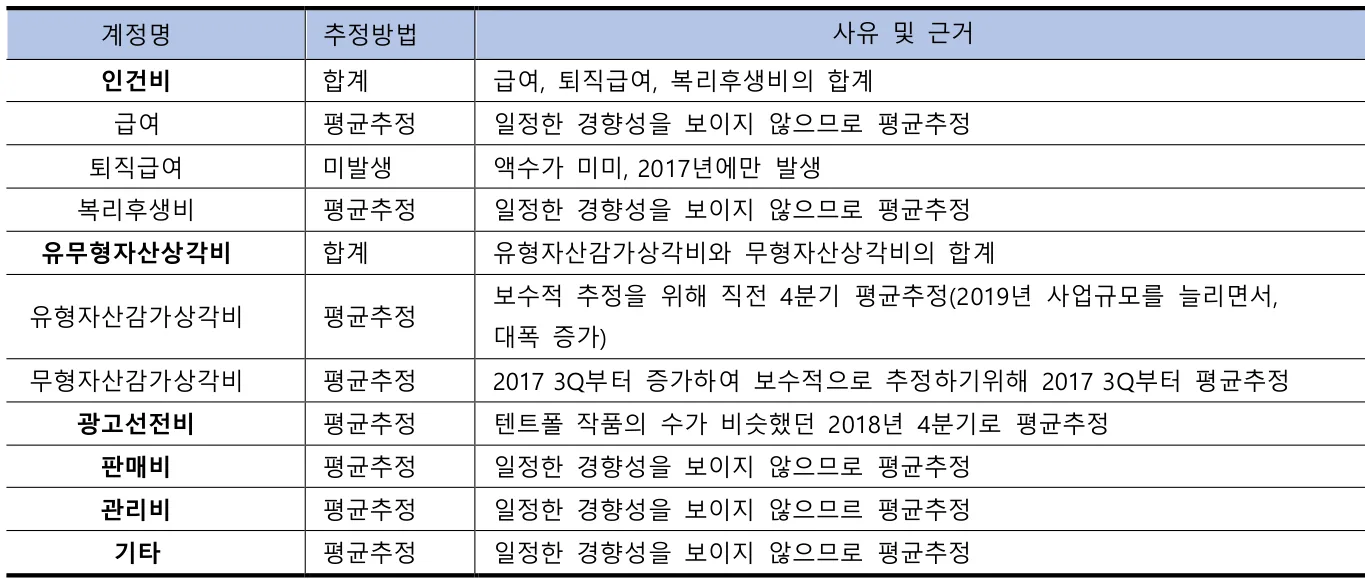 계정명 추정방법 사유 및 근거
인건비 합계 급여, 퇴직급여, 복리후생비의 합계
급여 평균추정 일정한 경향성을 보이지 않으므로 평균추정
퇴직급여 미발생 액수가 미미, 2017년에만 발생
복리후생비 평균추정 일정한 경향성을 보이지 않으므로 평균추정
유무형자산상각비 합계 유형자산감가상각비와 무형자산상각비의 합계
유형자산감가상각비 평균추정 보수적 추정을 위해 직전 4분기 평균추정(2019년 사업규모를 늘리면서,
대폭 증가)
무형자산감가상각비 평균추정 2017 3Q부터 증가하여 보수적으로 추정하기위해 2017 3Q부터 평균추정
광고선전비 평균추정 텐트폴 작품의 수가 비슷했던 2018년 4분기로 평균추정
판매비 평균추정 일정한 경향성을 보이지 않으므로 평균추정
관리비 평균추정 일정한 경향성을 보이지 않으므르 평균추정
기타 평균추정 일정한 경향성을 보이지 않으므로 평균추정